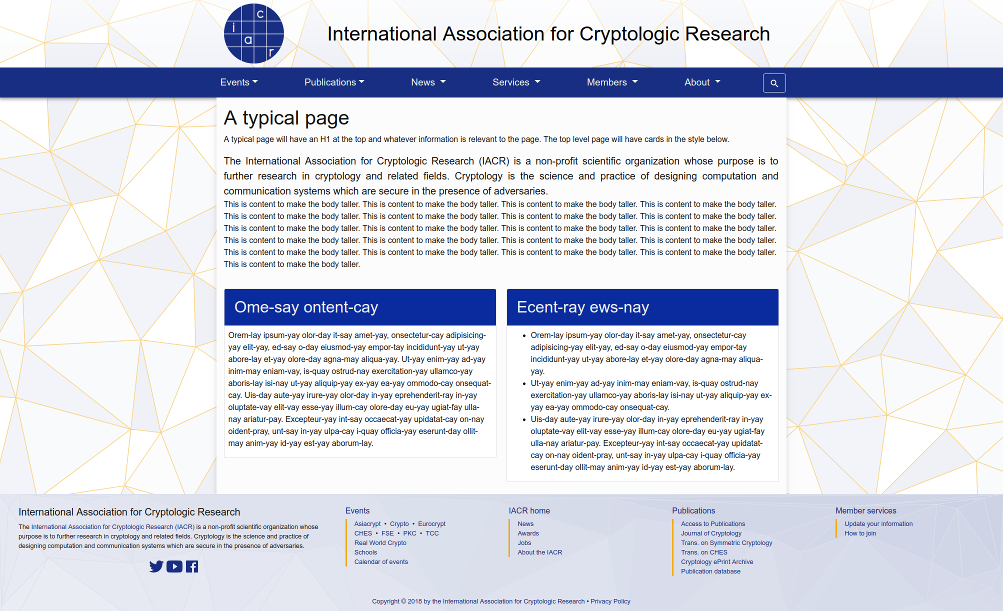 i c a r
International Association for Cryptologic Research
Events Publications News Services Members About
A typical page
A typical page will have an H1 at the top and whatever information is relevant to the page. The top level page will have cards in the style below.
The International Association for Cryptologic Research (IACR) is a non-profit scientific organization whose purpose is to
further research in cryptology and related fields. Cryptology is the science and practice of designing computation and
communication systems which are secure in the presence of adversaries.
This is content to make the body taller. This is content to make the body taller. This is content to make the body taller. This is content to make the body taller.
This is content to make the body taller. This is content to make the body taller. This is content to make the body taller. This is content to make the body taller.
This is content to make the body taller. This is content to make the body taller. This is content to make the body taller. This is content to make the body taller.
This is content to make the body taller. This is content to make the body taller. This is content to make the body taller. This is content to make the body taller.
This is content to make the body taller. This is content to make the body taller. This is content to make the body taller. This is content to make the body taller.
This is content to make the body taller.
Ome-say ontent-cay
Orem-lay ipsum-yay olor-day it-say amet-yay, onsectetur-cay adipisicing-
yay elit-yay, ed-say o-day eiusmod-yay empor-tay incididunt-yay ut-yay
abore-lay et-yay olore-day agna-may aliqua-yay. Ut-yay enim-yay ad-yay
inim-may eniam-vay, is-quay ostrud-nay exercitation-yay ullamco-yay
aboris-lay isi-nay ut-yay aliquip-yay ex-yay ea-yay ommodo-cay onsequat-
cay. Uis-day aute-yay irure-yay olor-day in-yay eprehenderit-ray in-yay
oluptate-vay elit-vay esse-yay illum-cay olore-day eu-yay ugiat-fay ulla-
nay ariatur-pay. Excepteur-yay int-say occaecat-yay upidatat-cay on-nay
oident-pray, unt-say in-yay ulpa-cay i-quay officia-yay eserunt-day ollit-
may anim-yay id-yay est-yay aborum-lay.
Ecent-ray ews-nay
• Orem-lay ipsum-yay olor-day it-say amet-yay, onsectetur-cay
adipisicing-yay elit-yay, ed-say o-day eiusmod-yay empor-tay
incididunt-yay ut-yay abore-lay et-yay olore-day agna-may aliqua-
yay.
• Ut-yay enim-yay ad-yay inim-may eniam-vay, is-quay ostrud-nay
exercitation-yay ullamco-yay aboris-lay isi-nay ut-yay aliquip-yay ex-
yay ea-yay ommodo-cay onsequat-cay.
• Uis-day aute-yay irure-yay olor-day in-yay eprehenderit-ray in-yay
oluptate-vay elit-vay esse-yay illum-cay olore-day eu-yay ugiat-fay
ulla-nay ariatur-pay. Excepteur-yay int-say occaecat-yay upidatat-
cay on-nay oident-pray, unt-say in-yay ulpa-cay i-quay officia-yay
eserunt-day ollit-may anim-yay id-yay est-yay aborum-lay.
International Association for Cryptologic Research
The International Association for Cryptologic Research (IACR) is a non-profit scientific organization whose
purpose is to further research in cryptology and related fields. Cryptology is the science and practice of
designing computation and communication systems which are secure in the presence of adversaries.
Events
Asiacrypt • Crypto • Eurocrypt
CHES • FSE • PKC • TCC
Real World Crypto
Schools
Calendar of events
IACR home
News
Awards
Jobs
About the IACR
Publications
Access to Publications
Journal of Cryptology
Trans. on Symmetric Cryptology
Trans. on CHES
Cryptology ePrint Archive
Publication database
Member services
Update your information
How to join
Copyright © 2018 by the International Association for Cryptologic Research • Privacy Policy